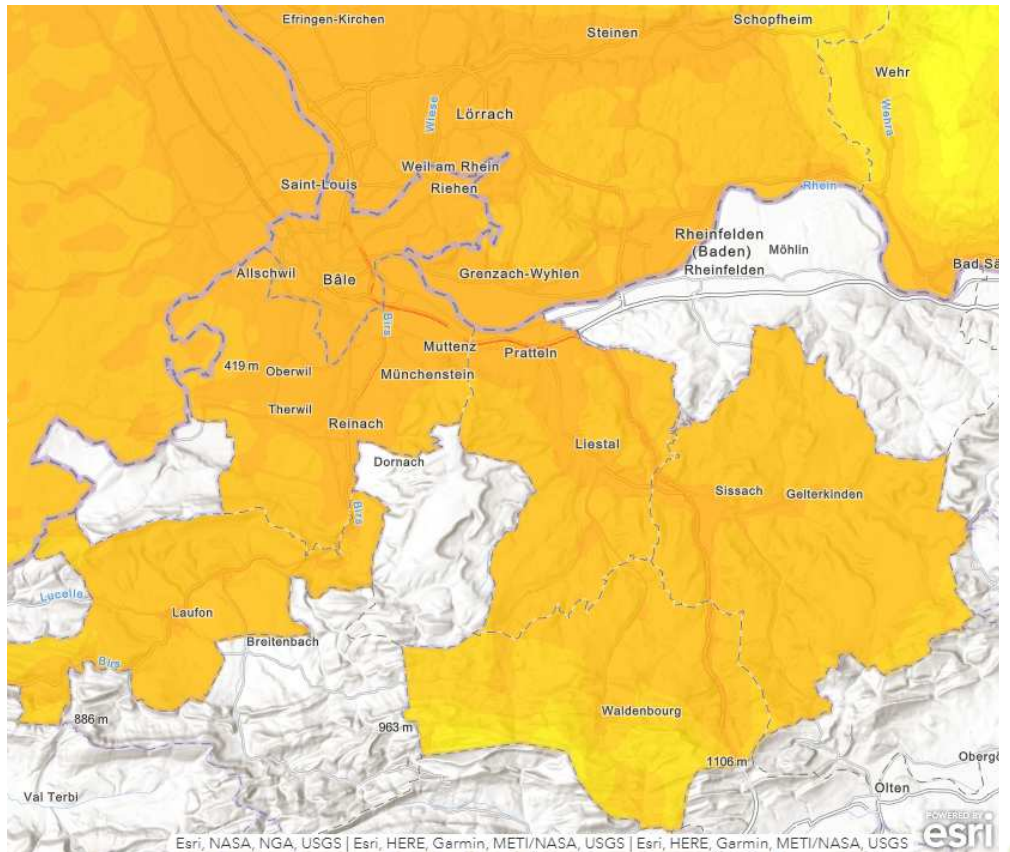 Efringen-Kirchen
Schopfheim
Steinen
Wehr
Wiese
Lörrach
Wehra
Weil am Rhein
Saint-Louis
Riehen
Rhein
Rheinfelden
(Baden)
Möhlin
Allschwil
Bâle
Grenzach-Wyhlen
Rheinfelden
Bad Sä
Birs
Muttenz
Pratteln
419 m
Oberwil
Münchenstein
Therwil
Reinach
Liestal
Dornach
Sissach
Gelterkinden
Birs
Lucelle
Laufon
Breitenbach
Birs
886 m
963 m
Waldenbourg
1106 m
Obergö
Val Terbi
Olten
POWERED BY
esri
Esri, NASA, NGA, USGS | Esri, HERE, Garmin, METI/NASA, USGS | Esri, HERE, Garmin, METI/NASA, USGS